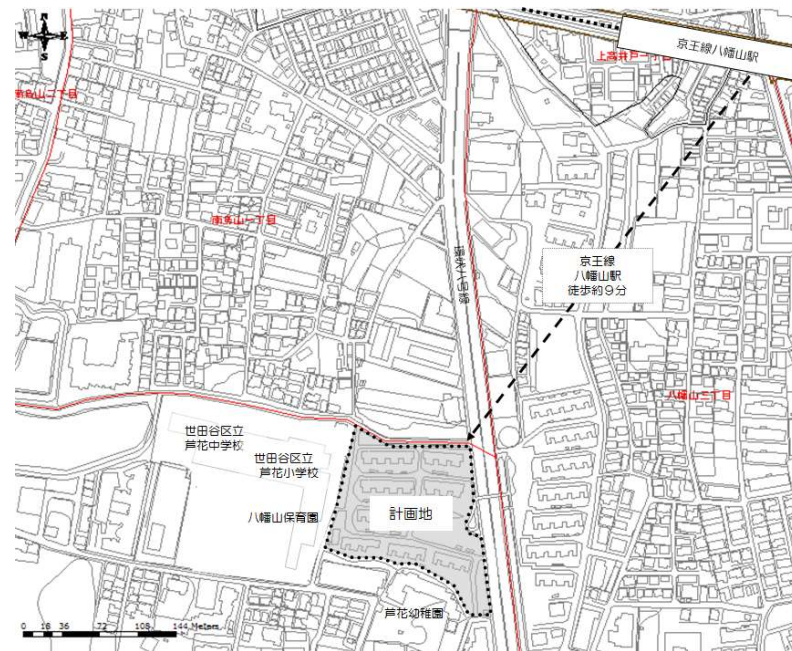 N
W E
S
京王線八幡山駅
上高井戸一丁目
南烏山二丁目
南烏山一丁目
環状八号線
京王線
八幡山駅
徒歩約９分
八幡山三丁目
世田谷区立
芦花中学校
世田谷区立
芦花小学校
八幡山保育園
計画地
芦花幼稚園
0 18 36 72 108 144 Meters